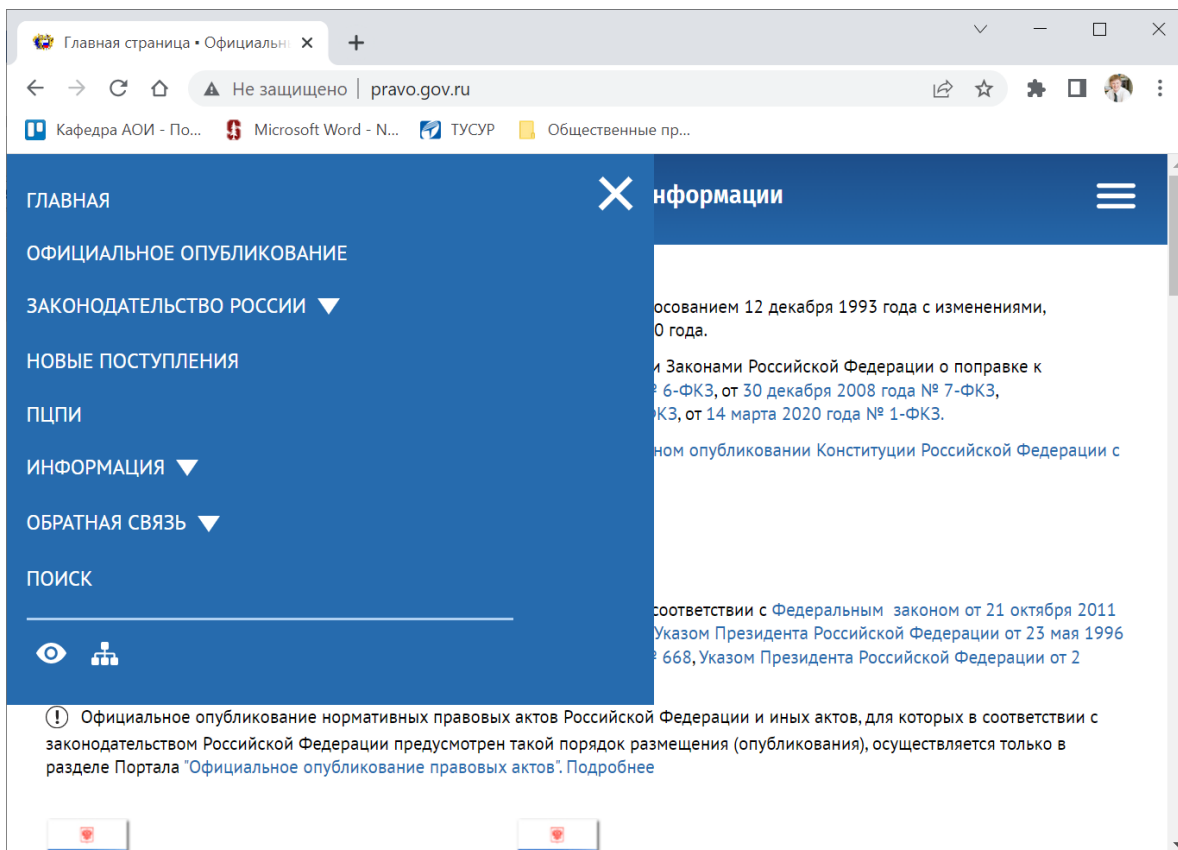 Главная страница • Официальн
Не защищено | pravo.gov.ru
Кафедра АОИ - По... Microsoft Word - N... ТУСУР Общественные пр...
нформации
ГЛАВНАЯ
ОФИЦИАЛЬНОЕ ОПУБЛИКОВАНИЕ
ЗАКОНОДАТЕЛЬСТВО РОССИИ
НОВЫЕ ПОСТУПЛЕНИЯ
ПЦПИ
ИНФОРМАЦИЯ
ОБРАТНАЯ СВЯЗЬ
ПОИСК
осованием 12 декабря 1993 года с изменениями,
0 года.
и Законами Российской Федерации о поправке к
№ 6-ФКЗ, от 30 декабря 2008 года № 7-ФКЗ,
ФКЗ, от 14 марта 2020 года № 1-ФКЗ.
ном опубликовании Конституции Российской Федерации с
соответствии с Федеральным законом от 21 октября 2011
Указом Президента Российской Федерации от 23 мая 1996
№ 668, Указом Президента Российской Федерации от 2
Официальное опубликование нормативных правовых актов Российской Федерации и иных актов, для которых в соответствии с
законодательством Российской Федерации предусмотрен такой порядок размещения (опубликования), осуществляется только в
разделе Портала "Официальное опубликование правовых актов". Подробнее